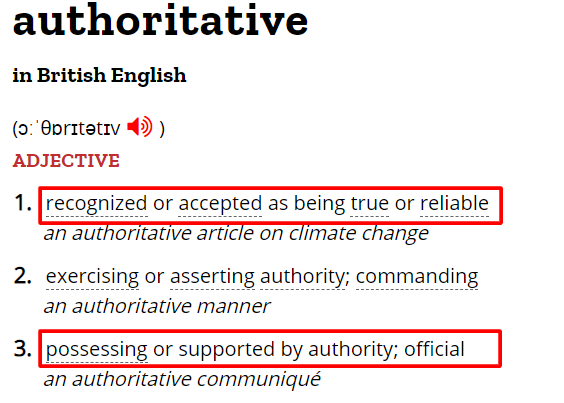 authoritative
in British English
(ɔːˈθɒrɪtətɪv )
ADJECTIVE
1. recognized or accepted as being true or reliable
an authoritative article on climate change
2. exercising or asserting authority; commanding
an authoritative manner
3. possessing or supported by authority; official
an authoritative communiqué